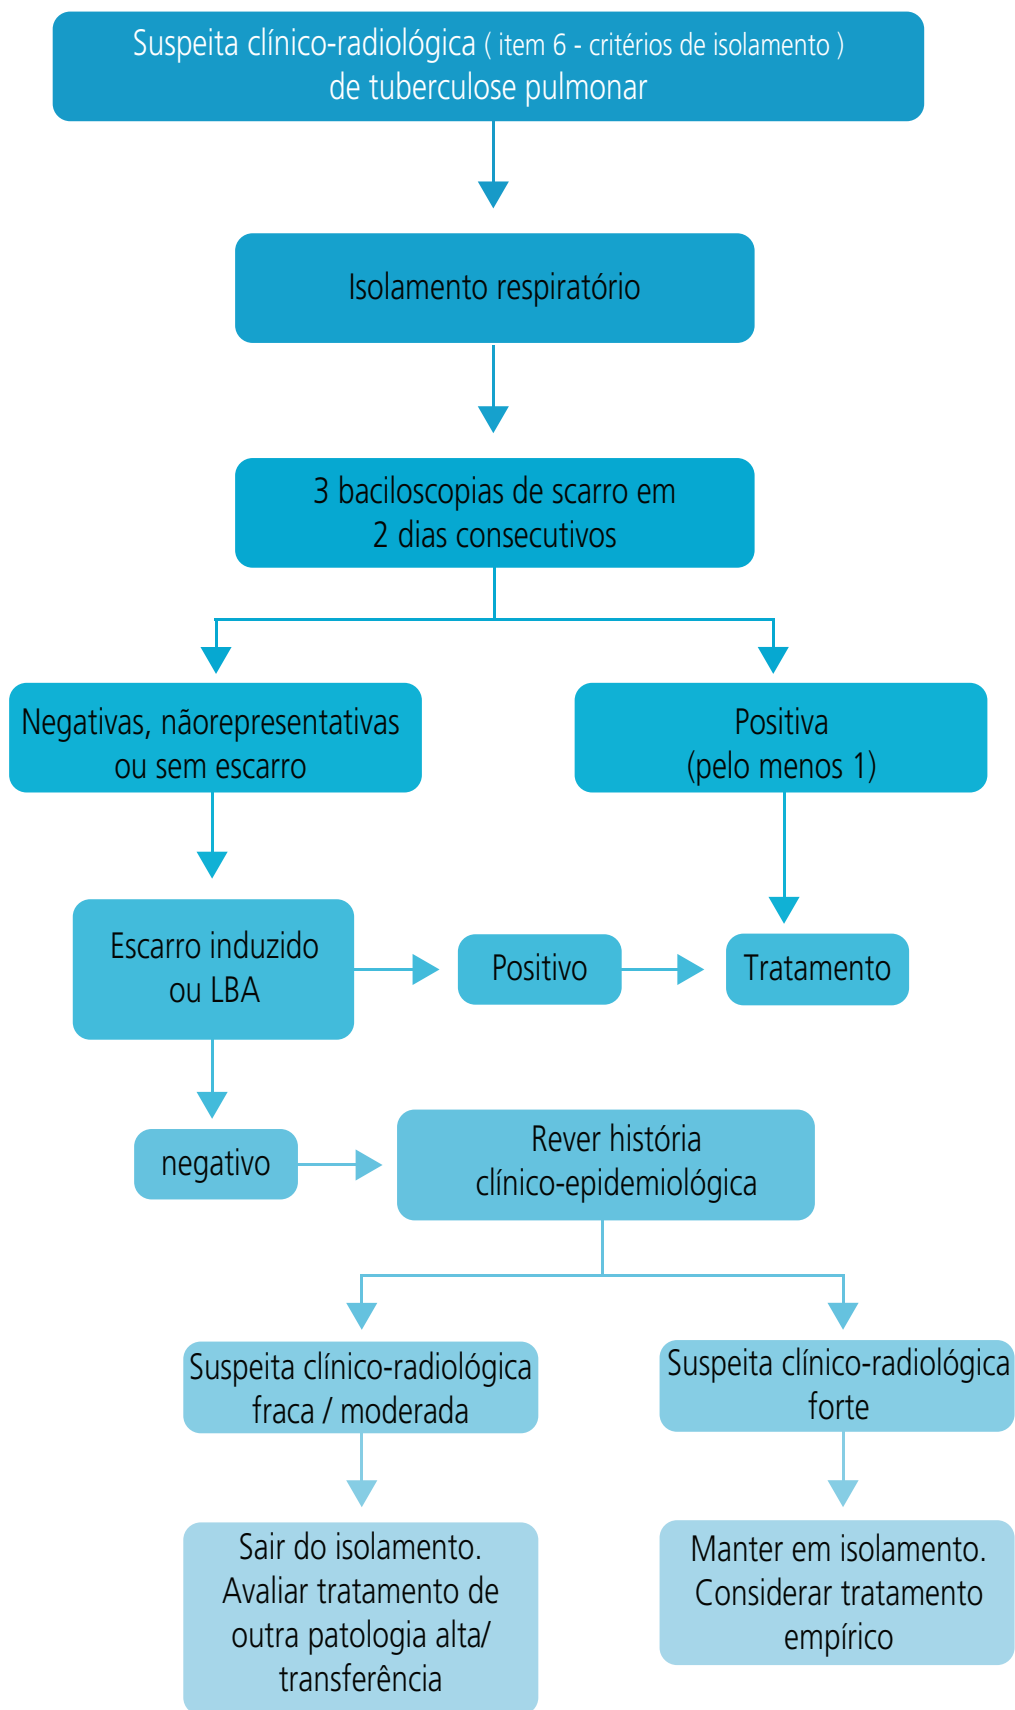 Suspeita clínico-radiológica ( item 6 - critérios de isolamento )
de tuberculose pulmonar
Isolamento respiratório
3 baciloscopias de scarro em
2 dias consecutivos
Negativas, nãorepresentativas
ou sem escarro
Positiva
(pelo menos 1)
Escarro induzido
ou LBA
Positivo
Tratamento
negativo
Rever história
clínico-epidemiológica
Suspeita clínico-radiológica
fraca / moderada
Suspeita clínico-radiológica
forte
Sair do isolamento.
Avaliar tratamento de
outra patologia alta/
transferência
Manter em isolamento.
Considerar tratamento
empírico